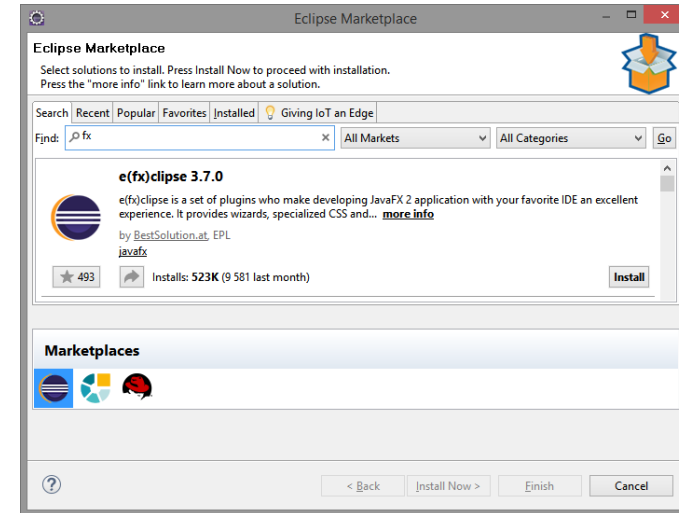 Eclipse Marketplace
Eclipse Marketplace
Select solutions to install. Press Install Now to proceed with installation.
Press the "more info" link to learn more about a solution.
Search Recent Popular Favorites Installed Giving IoT an Edge
Find: fx All Markets All Categories Go
e(fx)clipse 3.7.0
e(fx)clipse is a set of plugins who make developing JavaFX 2 application with your favorite IDE an excellent
experience. It provides wizards, specialized CSS and... more info
by BestSolution.at, EPL
javafx
493 Installs: 523K (9 581 last month) Install
Marketplaces
< Back Install Now > Finish Cancel